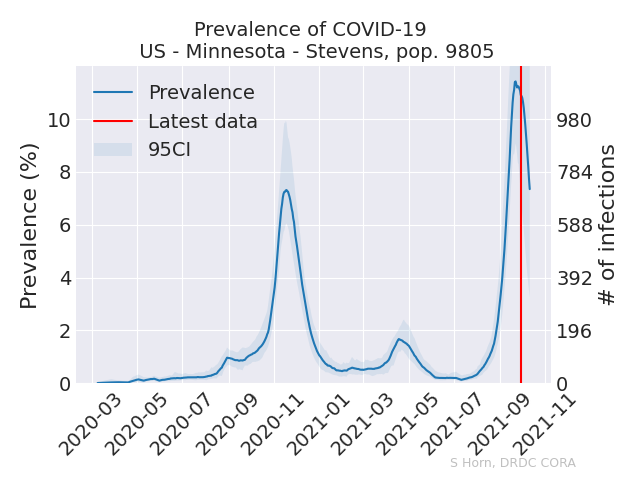 Prevalence of COVID-19
US - Minnesota - Stevens, pop. 9805
Prevalence
Latest data
95CI
Prevalence (%)
10
8
6
4
2
0
980
784
588
392
196
0
# of infections
2020-03
2020-05
2020-07
2020-09
2020-11
2021-01
2021-03
2021-05
2021-07
2021-09
2021-11
S Horn, DRDC CORA